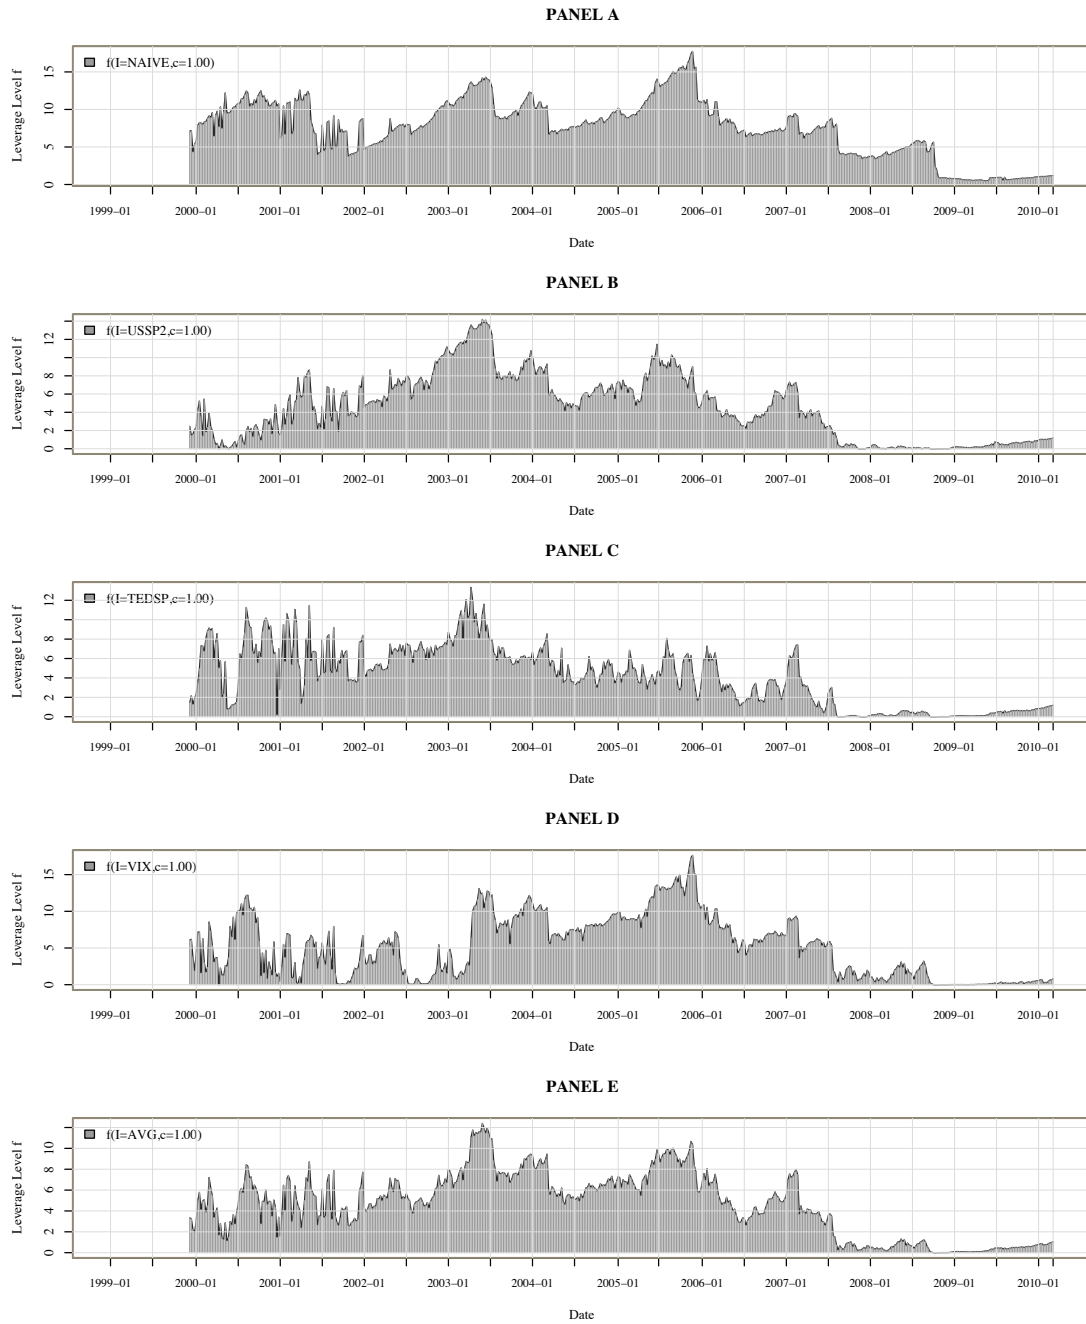 PANEL A
f(I=NAIVE,c=1.00)
Leverage Level f
0 5 10 15
1999–01 2000–01 2001–01 2002–01 2003–01 2004–01 2005–01 2006–01 2007–01 2008–01 2009–01 2010–01
Date
PANEL B
f(I=USSP2,c=1.00)
Leverage Level f
0 2 4 6 8 12
1999–01 2000–01 2001–01 2002–01 2003–01 2004–01 2005–01 2006–01 2007–01 2008–01 2009–01 2010–01
Date
PANEL C
f(I=TEDSP,c=1.00)
Leverage Level f
0 2 4 6 8 12
1999–01 2000–01 2001–01 2002–01 2003–01 2004–01 2005–01 2006–01 2007–01 2008–01 2009–01 2010–01
Date
PANEL D
f(I=VIX,c=1.00)
Leverage Level f
0 5 10 15
1999–01 2000–01 2001–01 2002–01 2003–01 2004–01 2005–01 2006–01 2007–01 2008–01 2009–01 2010–01
Date
PANEL E
f(I=AVG,c=1.00)
Leverage Level f
0 2 4 6 8 10
1999–01 2000–01 2001–01 2002–01 2003–01 2004–01 2005–01 2006–01 2007–01 2008–01 2009–01 2010–01
Date